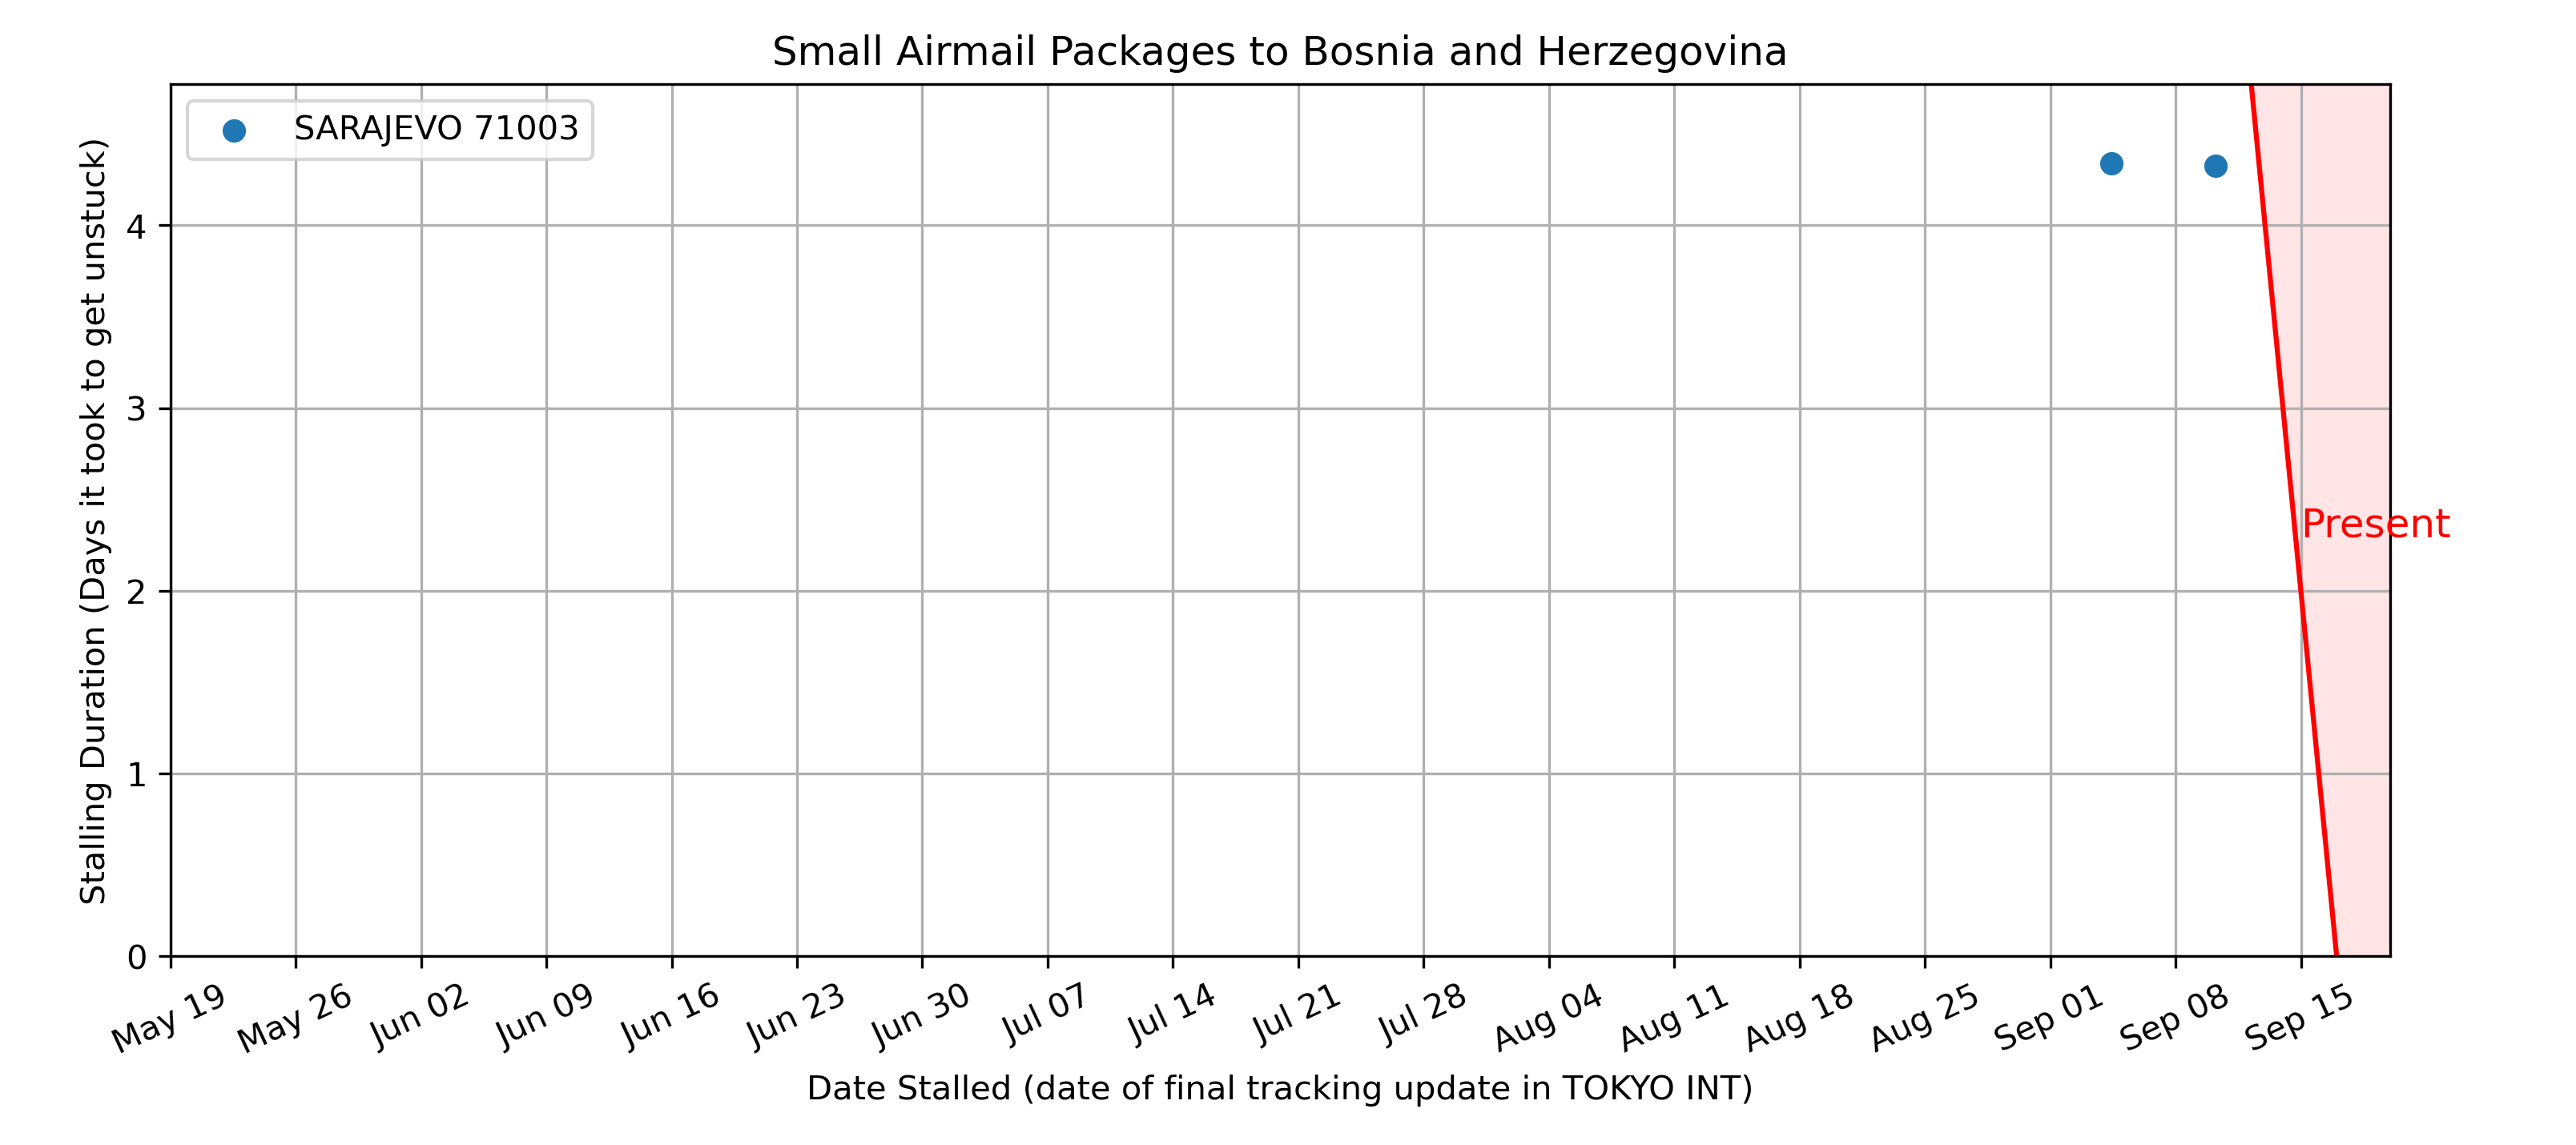 Small Airmail Packages to Bosnia and Herzegovina
SARAJEVO 71003
Stalling Duration (Days it took to get unstuck)
4
3
2
1
0
Present
May 19
May 26
Jun 02
Jun 09
Jun 16
Jun 23
Jun 30
Jul 07
Jul 14
Jul 21
Jul 28
Aug 04
Aug 11
Aug 18
Aug 25
Sep 01
Sep 08
Sep 15
Date Stalled (date of final tracking update in TOKYO INT)